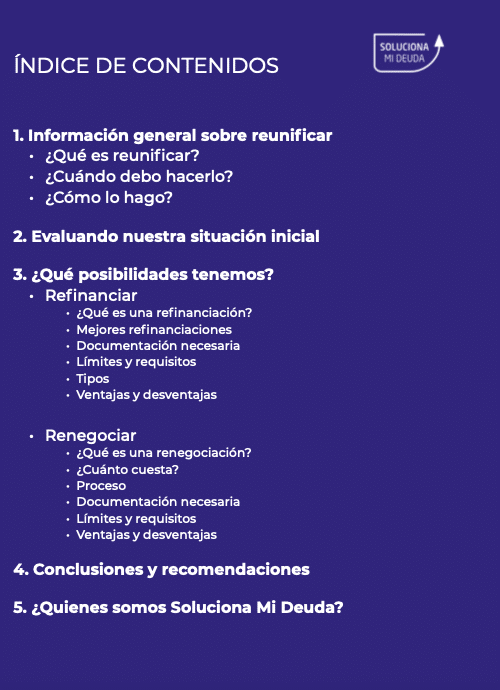 SOLUCIONA
MI DEUDA
ÍNDICE DE CONTENIDOS
1. Información general sobre reunificar
• ¿Qué es reunificar?
• ¿Cuándo debo hacerlo?
• ¿Cómo lo hago?
2. Evaluando nuestra situación inicial
3. ¿Qué posibilidades tenemos?
• Refinanciar
• ¿Qué es una refinanciación?
• Mejores refinanciaciones
• Documentación necesaria
• Límites y requisitos
• Tipos
• Ventajas y desventajas
• Renegociar
• ¿Qué es una renegociación?
• ¿Cuánto cuesta?
• Proceso
• Documentación necesaria
• Límites y requisitos
• Ventajas y desventajas
4. Conclusiones y recomendaciones
5. ¿Quienes somos Soluciona Mi Deuda?